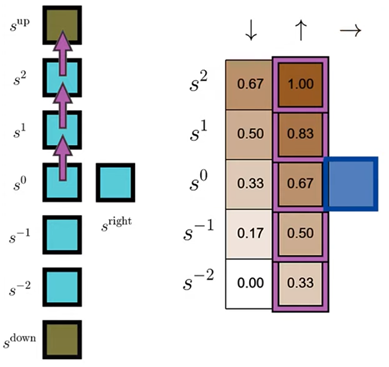 s^up
s^2
s^1
s^0
s^right
s^-1
s^-2
s^down
↓ ↑ →
s^2 0.67 1.00
s^1 0.50 0.83
s^0 0.33 0.67
s^-1 0.17 0.50
s^-2 0.00 0.33